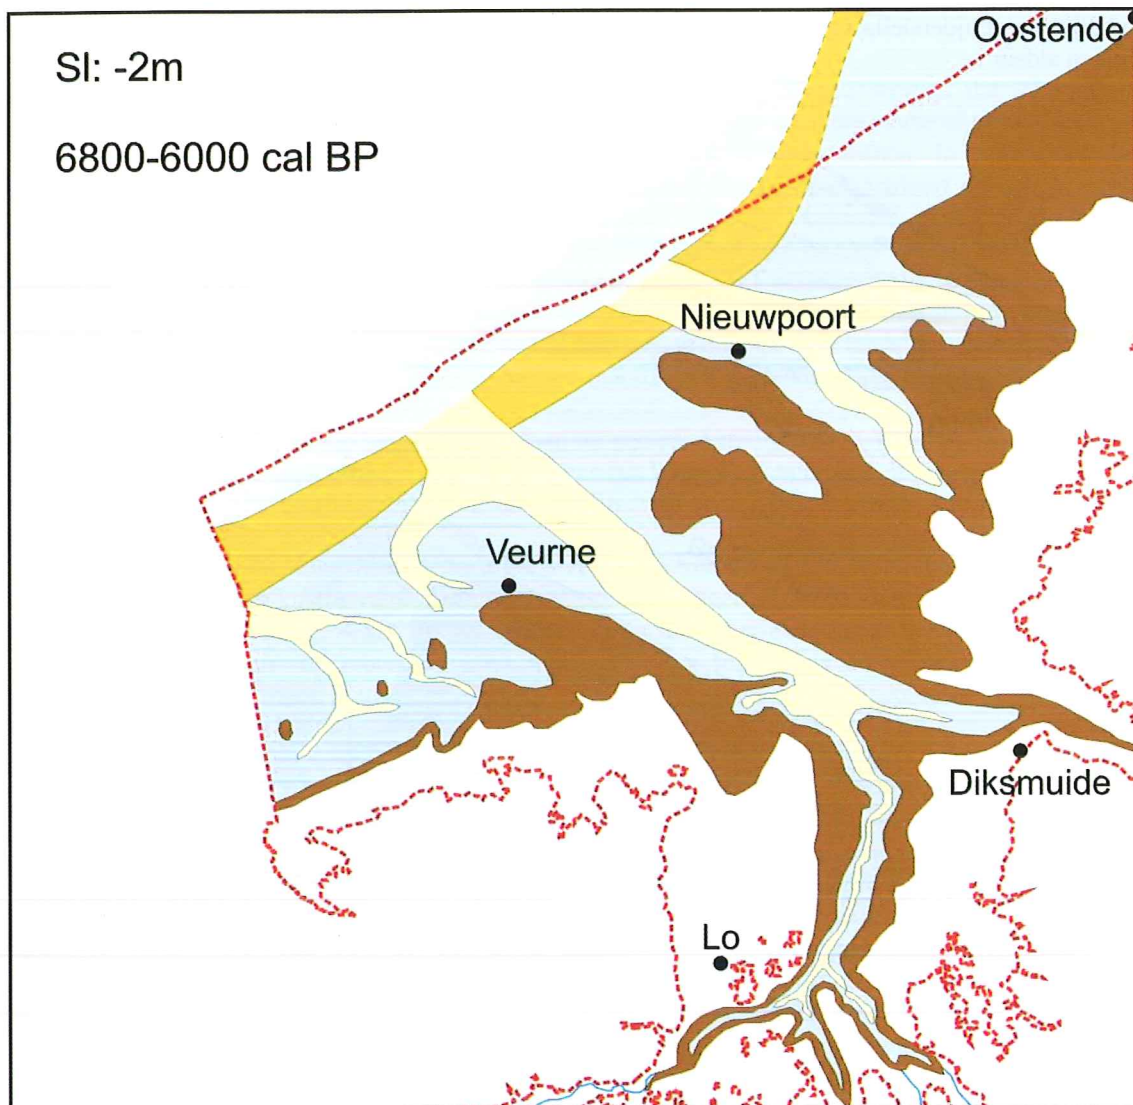 Oostende
Sl: -2m
6800-6000 cal BP
Nieuwpoort
Veurne
Diksmuide
Lo